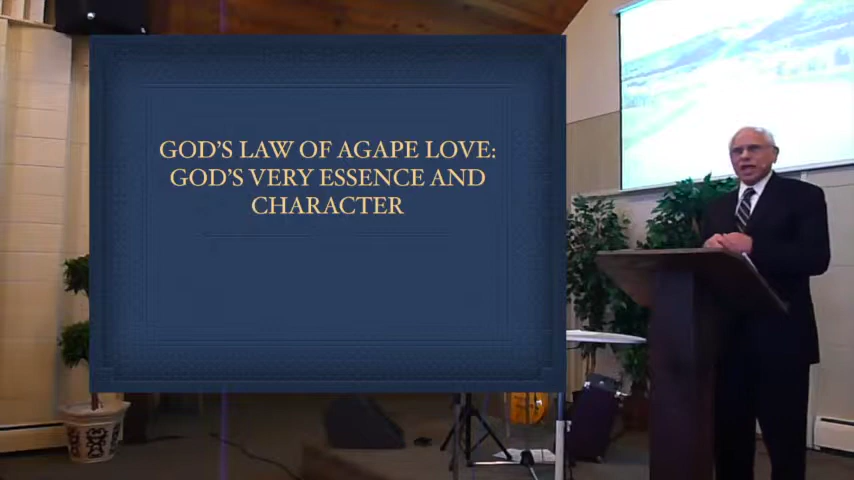 GOD'S LAW OF AGAPE LOVE:
GOD'S VERY ESSENCE AND
CHARACTER